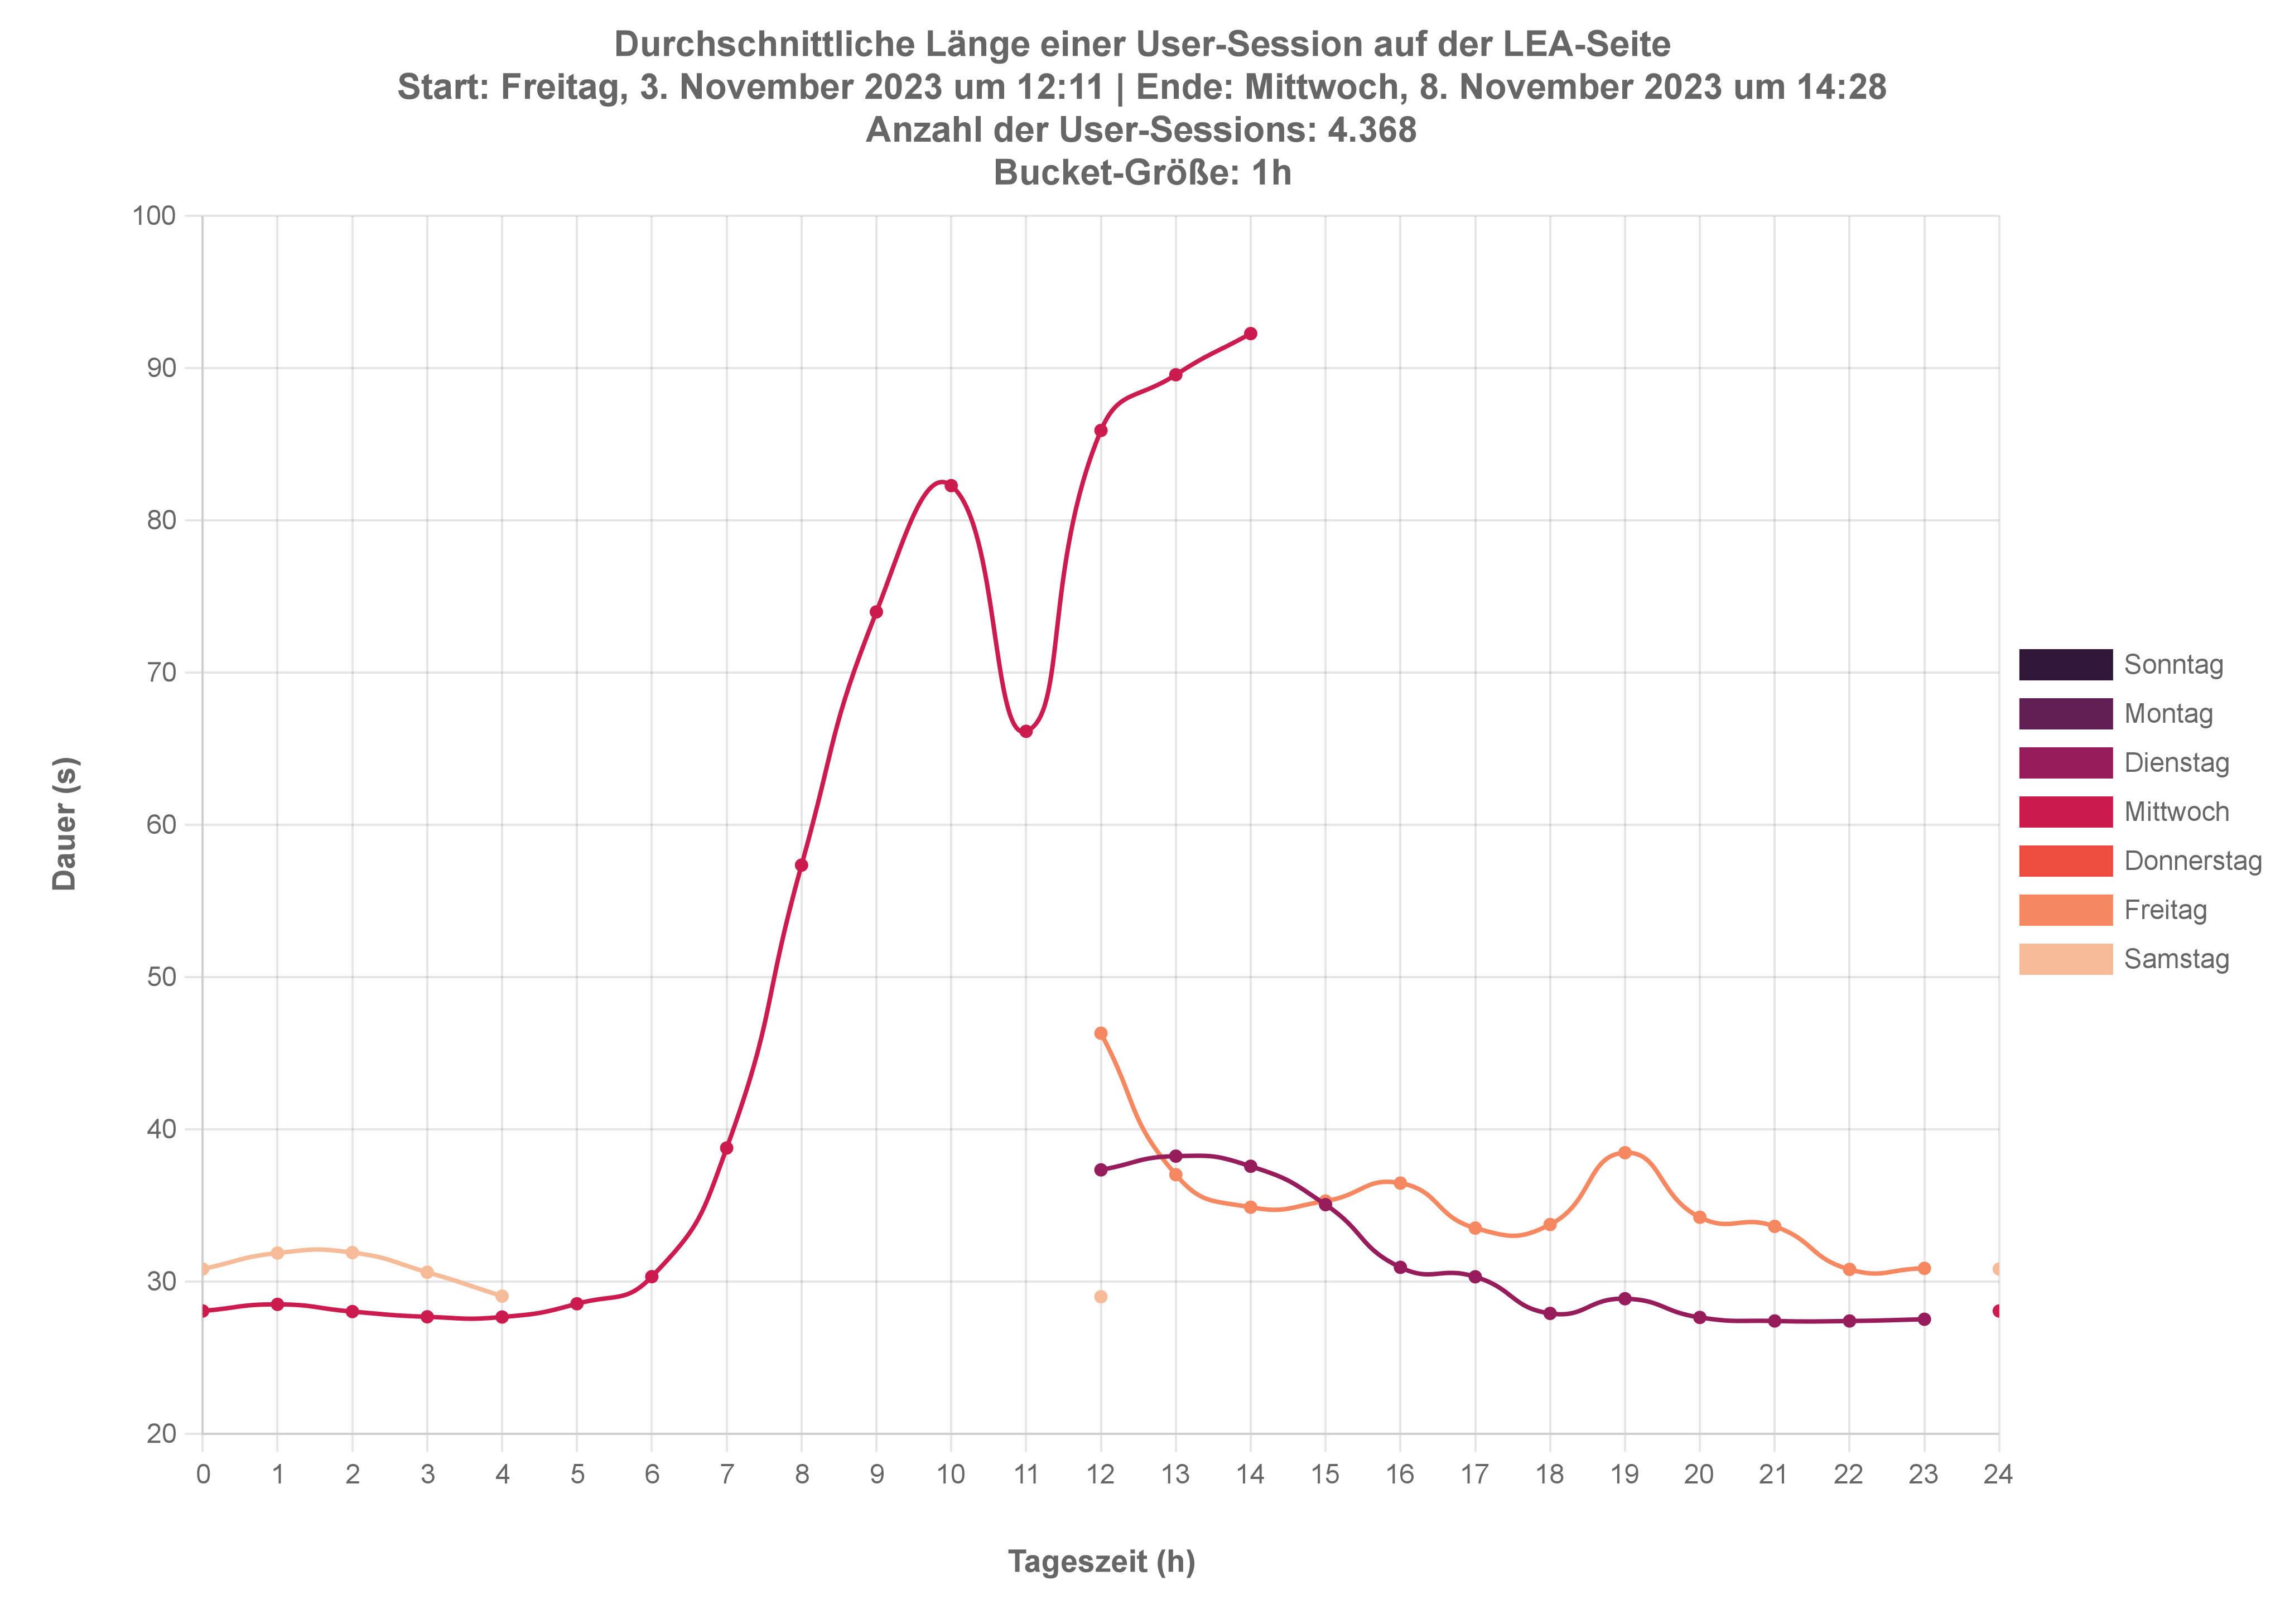 Durchschnittliche Länge einer User-Session auf der LEA-Seite
Start: Freitag, 3. November 2023 um 12:11 | Ende: Mittwoch, 8. November 2023 um 14:28
Anzahl der User-Sessions: 4.368
Bucket-Größe: 1h
100
90
80
70
60
50
40
30
20
Dauer (s)
0 1 2 3 4 5 6 7 8 9 10 11 12 13 14 15 16 17 18 19 20 21 22 23 24
Tageszeit (h)
Sonntag
Montag
Dienstag
Mittwoch
Donnerstag
Freitag
Samstag